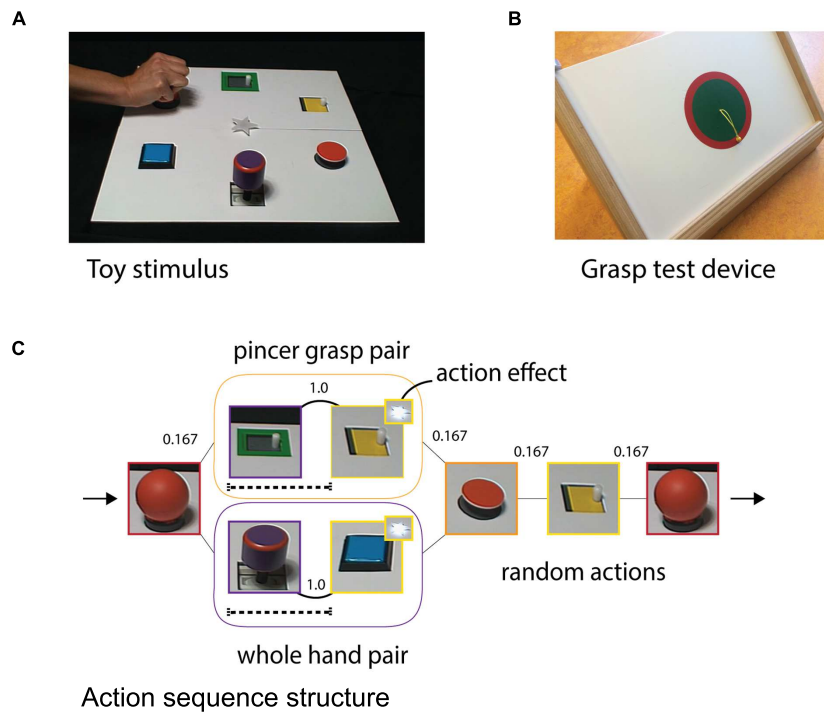 A
B
Toy stimulus
Grasp test device
C
pincer grasp pair
action effect
1.0
0.167
0.167
0.167
0.167
1.0
random actions
whole hand pair
Action sequence structure